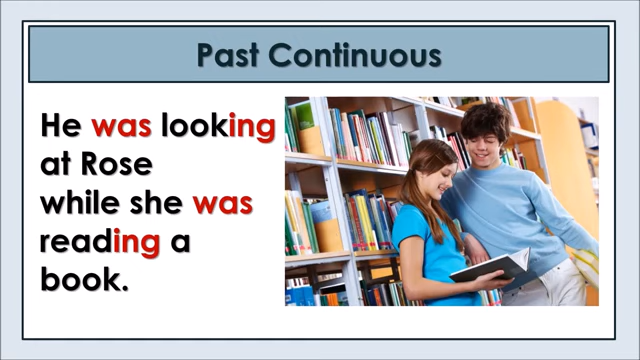 Past Continuous
He was looking
at Rose
while she was
reading a
book.